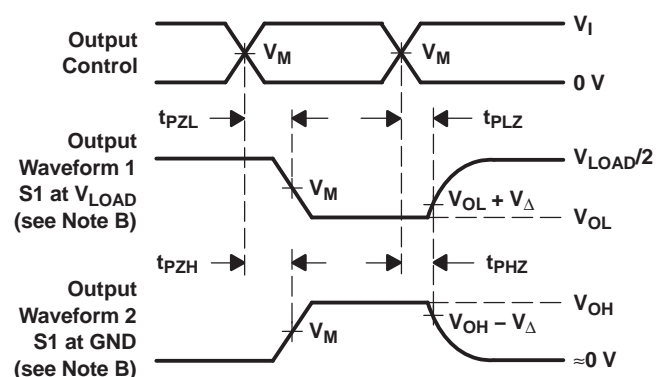 Output
Control
V_M
V_M
V_I
0 V
t_PZL
t_PLZ
Output
Waveform 1
S1 at V_LOAD
(see Note B)
V_M
V_LOAD/2
V_OL + V_Δ
V_OL
t_PZH
t_PHZ
Output
Waveform 2
S1 at GND
(see Note B)
V_M
V_OH
V_OH − V_Δ
≈0 V